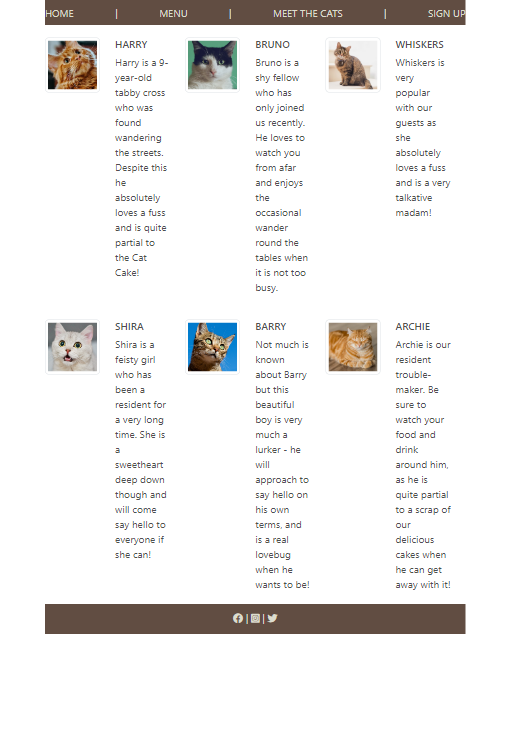 HOME | MENU | MEET THE CATS | SIGN UP
HARRY
Harry is a 9-
year-old
tabby cross
who was
found
wandering
the streets.
Despite this
he
absolutely
loves a fuss
and is quite
partial to
the Cat
Cake!
BRUNO
Bruno is a
shy fellow
who has
only joined
us recently.
He loves to
watch you
from afar
and enjoys
the
occasional
wander
round the
tables when
it is not too
busy.
WHISKERS
Whiskers is
very
popular
with our
guests as
she
absolutely
loves a fuss
and is a very
talkative
madam!
SHIRA
Shira is a
feisty girl
who has
been a
resident for
a very long
time. She is
a
sweetheart
deep down
though and
will come
say hello to
everyone if
she can!
BARRY
Not much is
known
about Barry
but this
beautiful
boy is very
much a
lurker - he
will
approach to
say hello on
his own
terms, and
is a real
lovebug
when he
wants to be!
ARCHIE
Archie is our
resident
trouble-
maker. Be
sure to
watch your
food and
drink
around him,
as he is
quite partial
to a scrap of
our
delicious
cakes when
he can get
away with it!
| |